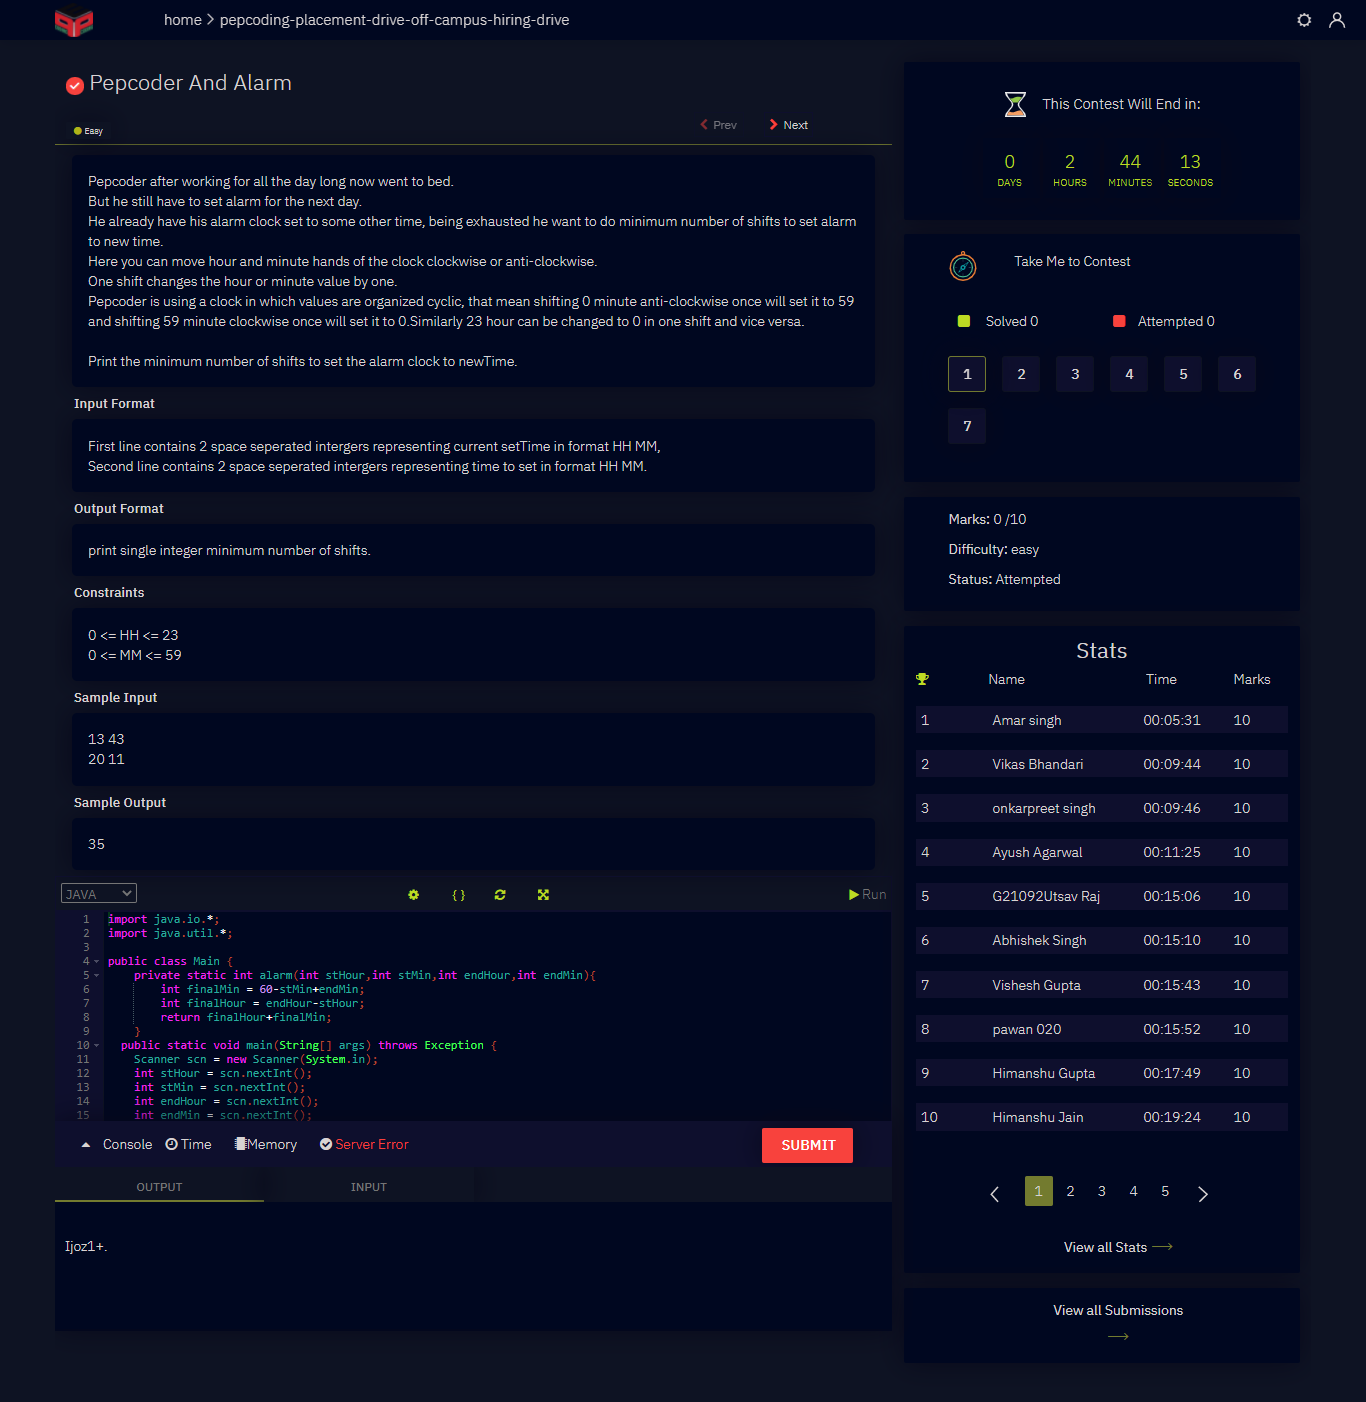 home > pepcoding-placement-drive-off-campus-hiring-drive
Pepcoder And Alarm
Easy
Prev
Next
Pepcoder after working for all the day long now went to bed.
But he still have to set alarm for the next day.
He already have his alarm clock set to some other time, being exhausted he want to do minimum number of shifts to set alarm
to new time.
Here you can move hour and minute hands of the clock clockwise or anti-clockwise.
One shift changes the hour or minute value by one.
Pepcoder is using a clock in which values are organized cyclic, that mean shifting 0 minute anti-clockwise once will set it to 59
and shifting 59 minute clockwise once will set it to 0.Similarly 23 hour can be changed to 0 in one shift and vice versa.
Print the minimum number of shifts to set the alarm clock to newTime.
Input Format
First line contains 2 space seperated intergers representing current setTime in format HH MM,
Second line contains 2 space seperated intergers representing time to set in format HH MM.
Output Format
print single integer minimum number of shifts.
Constraints
0 <= HH <= 23
0 <= MM <= 59
Sample Input
13 43
20 11
Sample Output
35
JAVA
{ }
Run
1 import java.io.*;
2 import java.util.*;
3
4 public class Main {
5 private static int alarm(int stHour,int stMin,int endHour,int endMin){
6 int finalMin = 60-stMin+endMin;
7 int finalHour = endHour-stHour;
8 return finalHour+finalMin;
9 }
10 public static void main(String[] args) throws Exception {
11 Scanner scn = new Scanner(System.in);
12 int stHour = scn.nextInt();
13 int stMin = scn.nextInt();
14 int endHour = scn.nextInt();
15 int endMin = scn.nextInt();
Console Time Memory Server Error
SUBMIT
OUTPUT INPUT
Ijoz1+.
This Contest Will End in:
0 2 44 13
DAYS HOURS MINUTES SECONDS
Take Me to Contest
Solved 0 Attempted 0
1 2 3 4 5 6
7
Marks: 0 /10
Difficulty: easy
Status: Attempted
Stats
Name Time Marks
1 Amar singh 00:05:31 10
2 Vikas Bhandari 00:09:44 10
3 onkarpreet singh 00:09:46 10
4 Ayush Agarwal 00:11:25 10
5 G21092Utsav Raj 00:15:06 10
6 Abhishek Singh 00:15:10 10
7 Vishesh Gupta 00:15:43 10
8 pawan 020 00:15:52 10
9 Himanshu Gupta 00:17:49 10
10 Himanshu Jain 00:19:24 10
1 2 3 4 5
View all Stats
View all Submissions